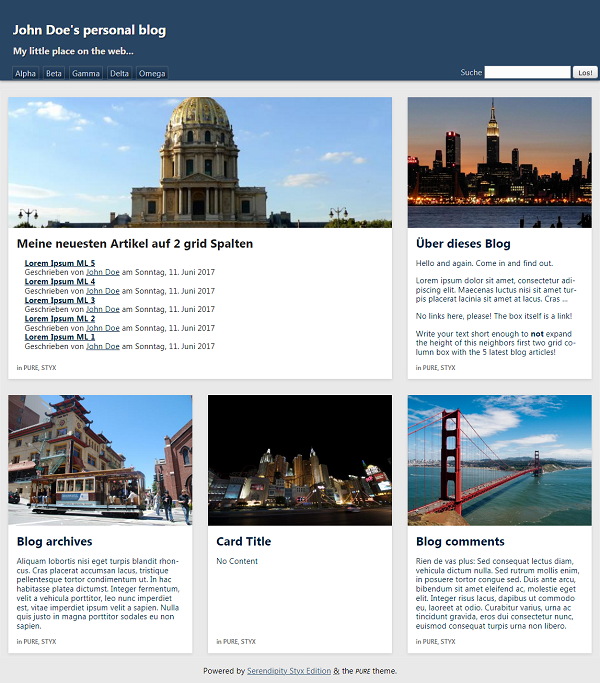 John Doe's personal blog
My little place on the web...
Alpha Beta Gamma Delta Omega Suche Los!
Meine neuesten Artikel auf 2 grid Spalten
Lorem Ipsum ML 5
Geschrieben von John Doe am Sonntag, 11. Juni 2017
Lorem Ipsum ML 4
Geschrieben von John Doe am Sonntag, 11. Juni 2017
Lorem Ipsum ML 3
Geschrieben von John Doe am Sonntag, 11. Juni 2017
Lorem Ipsum ML 2
Geschrieben von John Doe am Sonntag, 11. Juni 2017
Lorem Ipsum ML 1
Geschrieben von John Doe am Sonntag, 11. Juni 2017
in PURE, STYX
Über dieses Blog
Hello and again. Come in and find out.
Lorem ipsum dolor sit amet, consectetur adi-
piscing elit. Maecenas luctus nisi sit amet tur-
pis placerat lacinia sit amet at lacus. Cras ...
No links here, please! The box itself is a link!
Write your text short enough to not expand
the height of this neighbors first two grid co-
lumn box with the 5 latest blog articles!
in PURE, STYX
Blog archives
Aliquam lobortis nisi eget turpis blandit rhon-
cus. Cras placerat accumsan lacus, tristique
pellentesque tortor condimentum ut. In hac
habitasse platea dictumst. Integer fermentum,
velit a vehicula porttitor, leo nunc imperdiet
est, vitae imperdiet ipsum velit a sapien. Nulla
quis justo in magna porttitor sodales eu non
sapien.
in PURE, STYX
Card Title
No Content
in PURE, STYX
Blog comments
Rien de vas plus: Sed consequat lectus diam,
vehicula dictum nulla. Sed rutrum mollis enim,
in posuere tortor congue sed. Duis ante arcu,
bibendum sit amet eleifend ac, molestie eget
elit. Integer risus lacus, dapibus ut commodo
eu, laoreet at odio. Curabitur varius, urna ac
tincidunt gravida, eros dui consectetur nunc,
euismod consequat turpis urna non libero.
in PURE, STYX
Powered by Serendipity Styx Edition & the PURE theme.